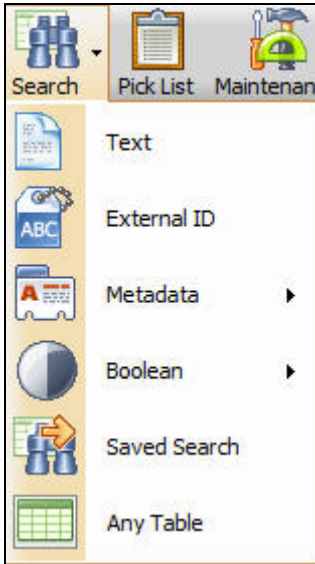 Search Pick List Maintenan
Text
ABC External ID
A Metadata
Boolean
Saved Search
Any Table